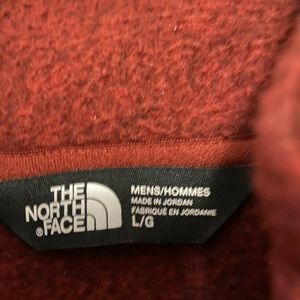 THE
NORTH
®FACE
MENS/HOMMES
MADE IN JORDAN
FABRIQUÉ EN JORDANIE
L/G